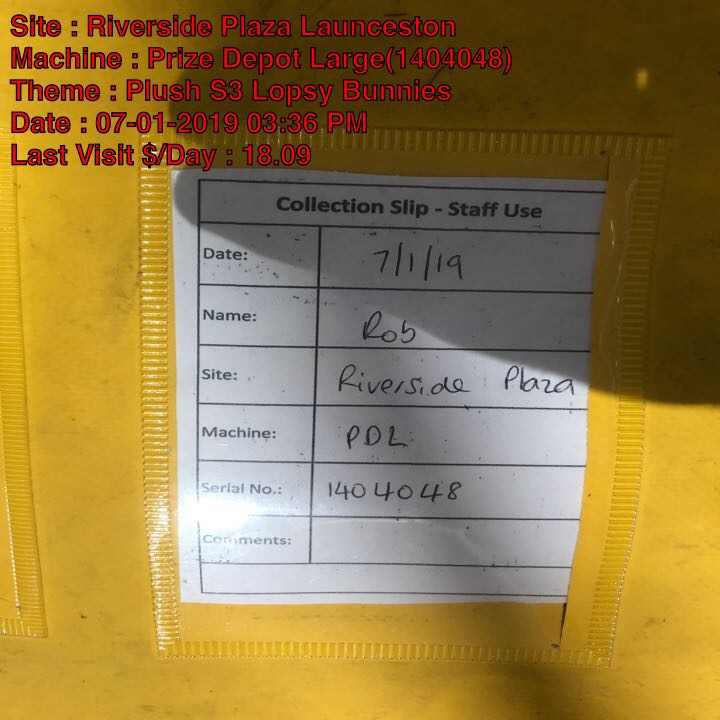 Site : Riverside Plaza Launceston
Machine : Prize Depot Large(1404048)
Theme : Plush S3 Lopsy Bunnies
Date : 07-01-2019 03:36 PM
Last Visit $/Day : 18.09
Collection Slip - Staff Use
Date: 7/1/19
Name: Rob
Site: Riverside Plaza
Machine: PDL
Serial No.: 1404048
Comments: